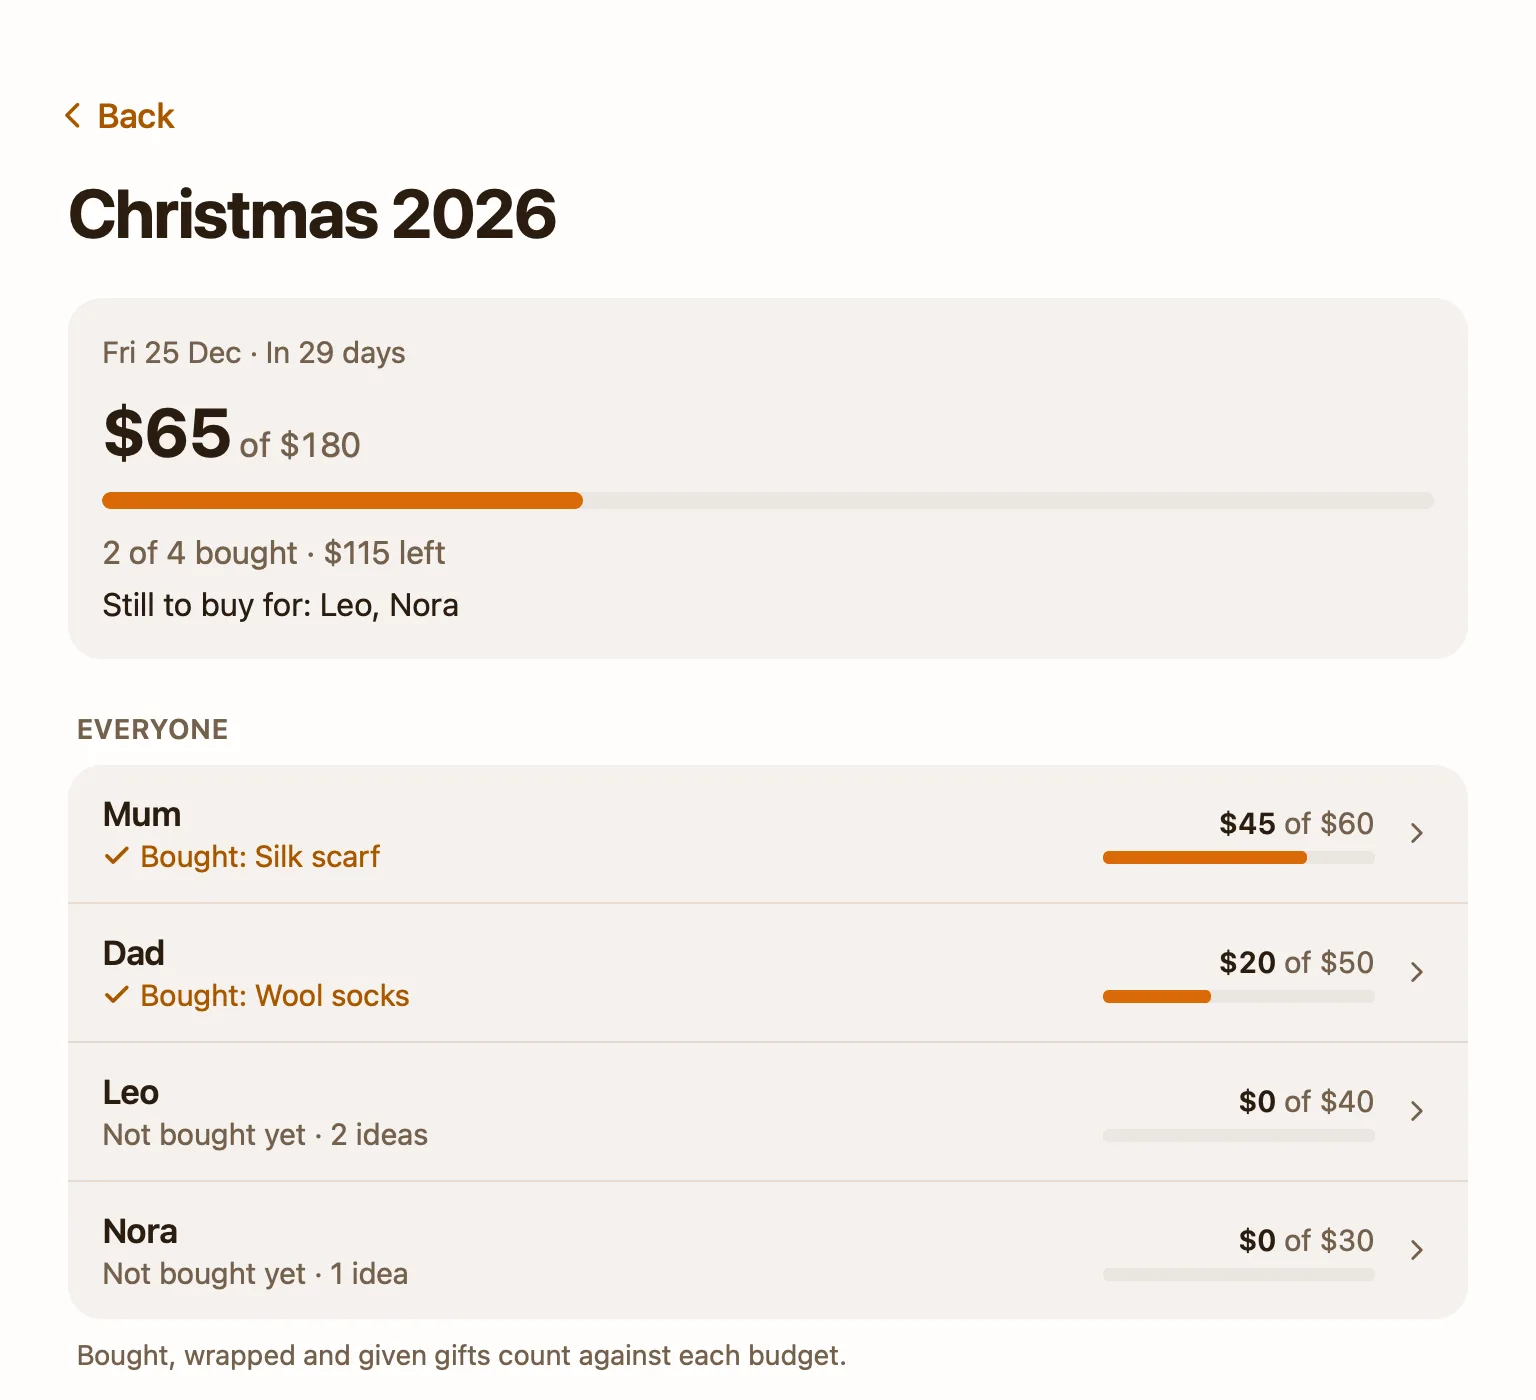 Back
Christmas 2026
Fri 25 Dec · In 29 days
$65 of $180
2 of 4 bought · $115 left
Still to buy for: Leo, Nora
EVERYONE
Mum
Bought: Silk scarf
$45 of $60
Dad
Bought: Wool socks
$20 of $50
Leo
Not bought yet · 2 ideas
$0 of $40
Nora
Not bought yet · 1 idea
$0 of $30
Bought, wrapped and given gifts count against each budget.